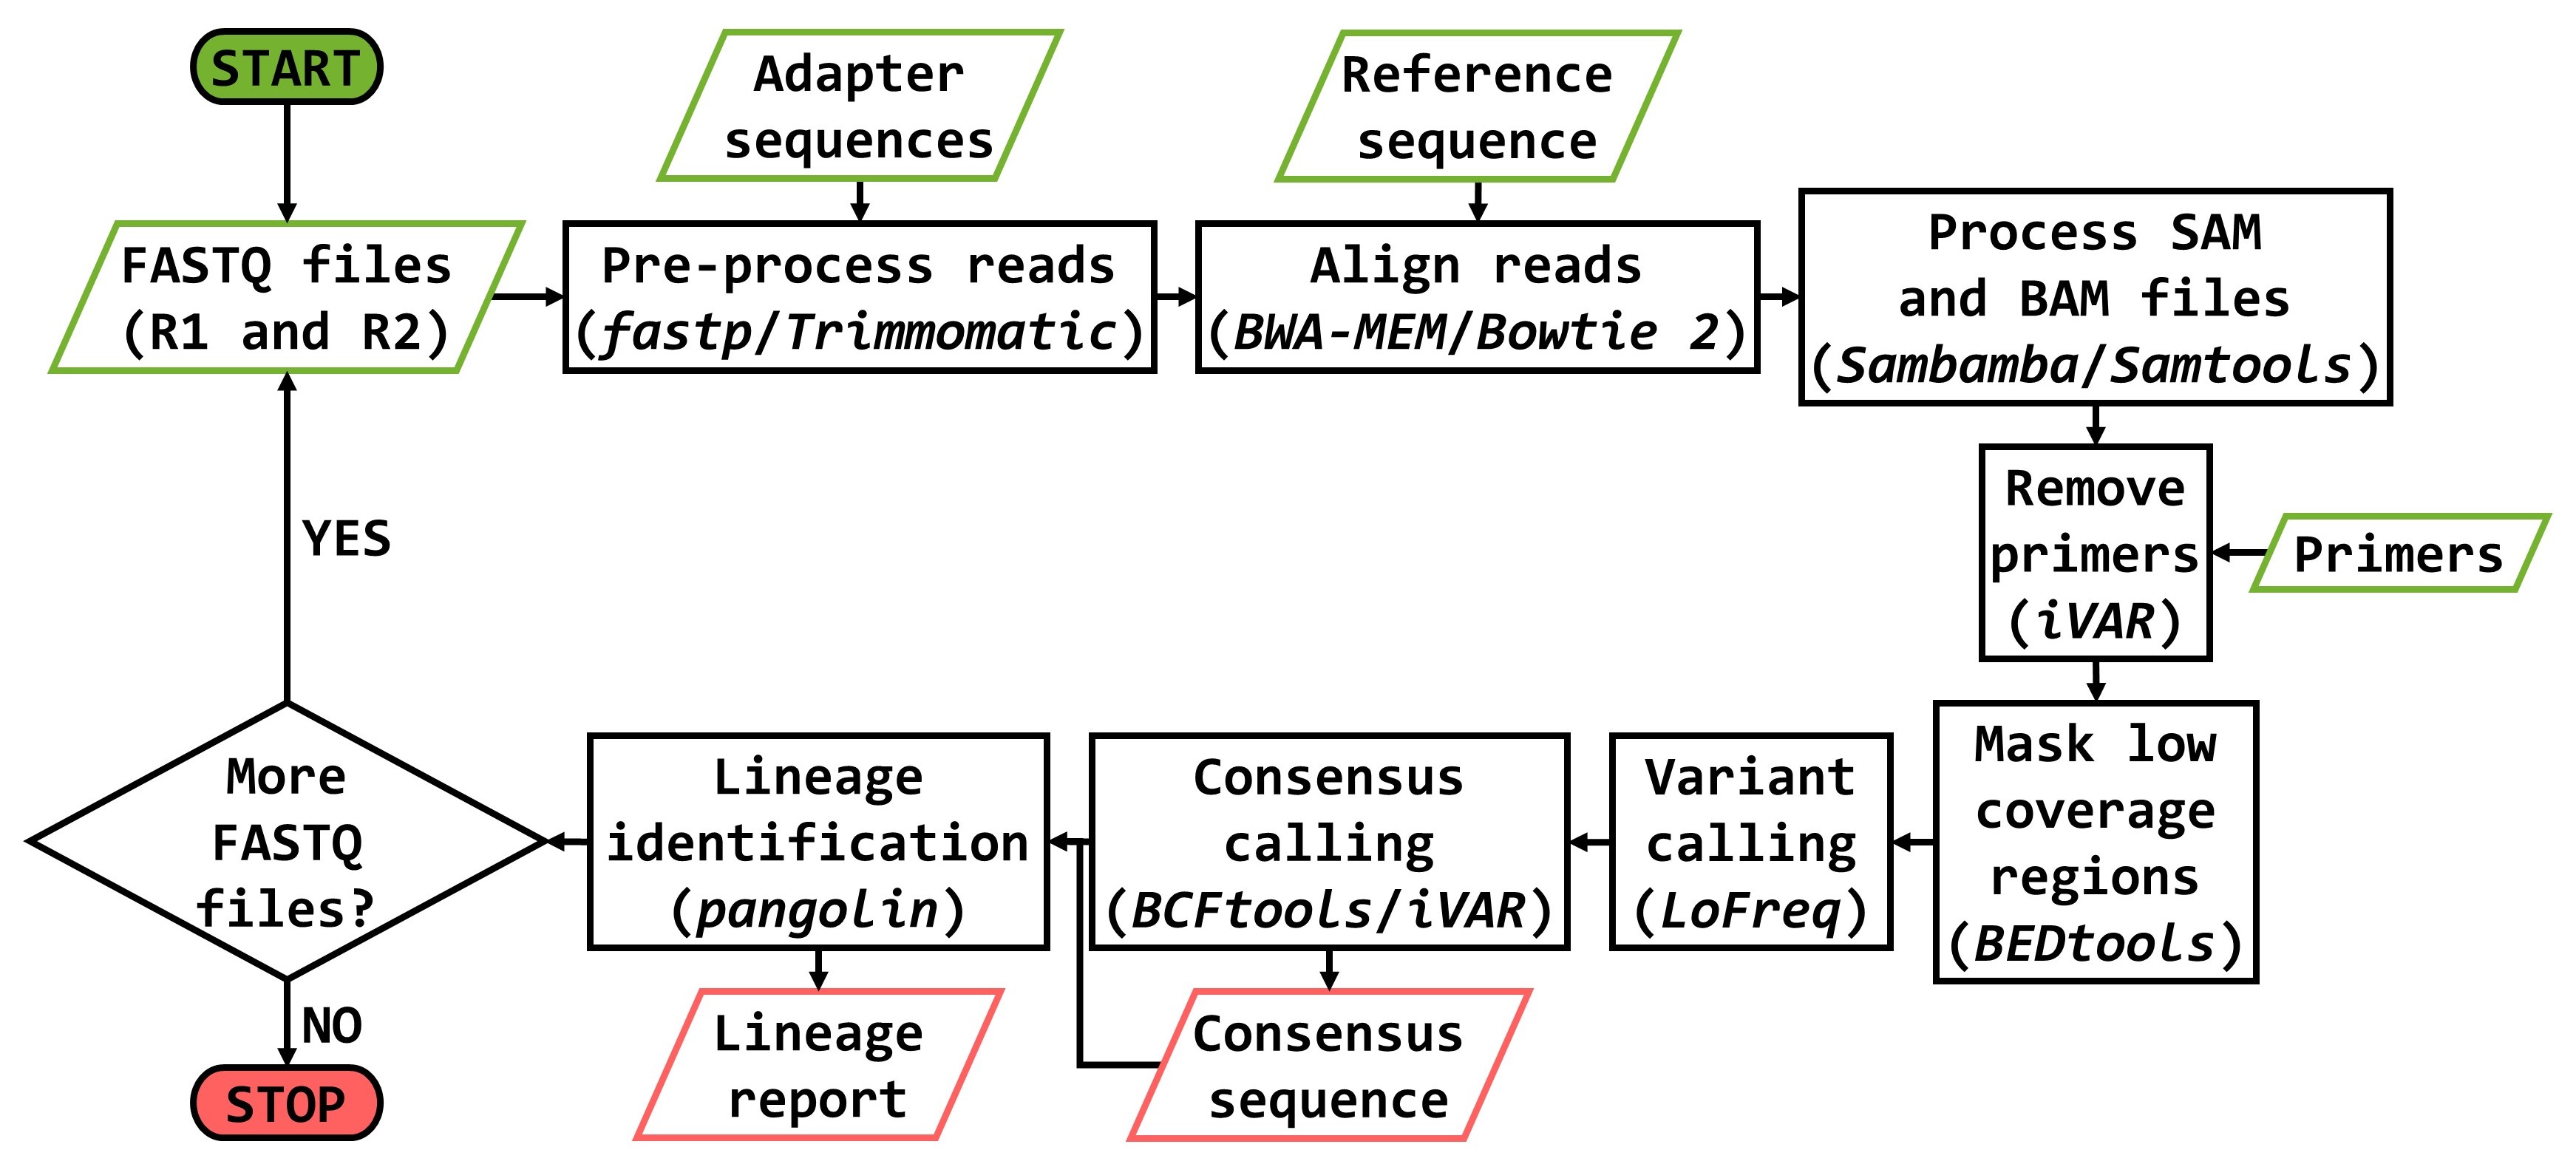 START
Adapter
sequences
Reference
sequence
FASTQ files
(R1 and R2)
Pre-process reads
(fastp/Trimmomatic)
Align reads
(BWA-MEM/Bowtie 2)
Process SAM
and BAM files
(Sambamba/Samtools)
Remove
primers
(iVAR)
Primers
Mask low
coverage
regions
(BEDtools)
Variant
calling
(LoFreq)
Consensus
calling
(BCFtools/iVAR)
Consensus
sequence
Lineage
identification
(pangolin)
Lineage
report
More
FASTQ
files?
YES
NO
STOP